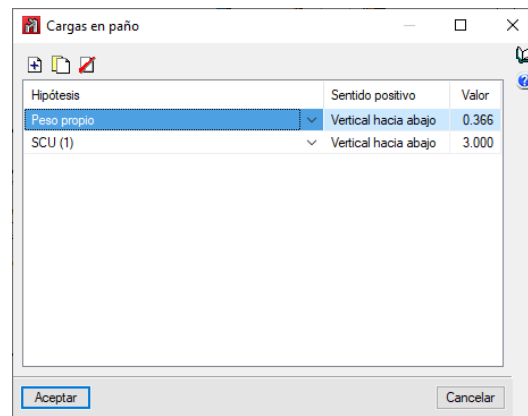 Cargas en paño
Hipótesis Sentido positivo Valor
Peso propio Vertical hacia abajo 0.366
SCU (1) Vertical hacia abajo 3.000
Aceptar Cancelar